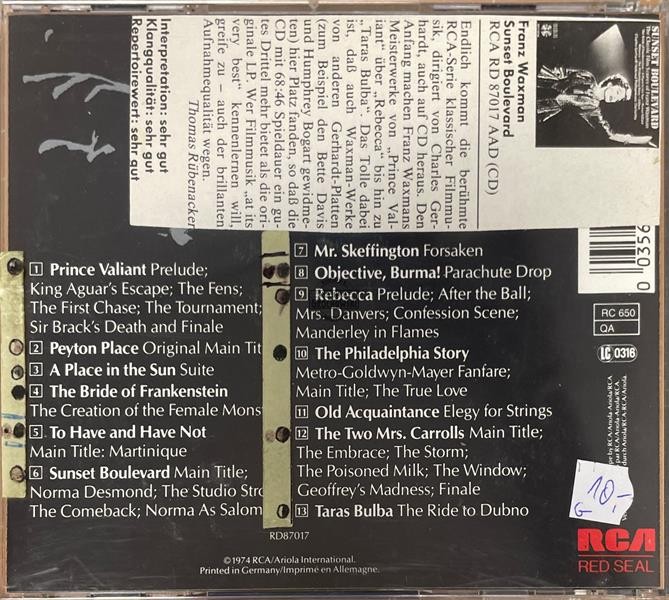 Franz Waxman
Sunset Boulevard
RCA RD 87017 AAD (CD)
Endlich kommt die berühmte
RCA-Serie klassischer Filmmu-
sik, dirigiert von Charles Ger-
hardt, auch auf CD heraus. Den
Anfang machen Franz Waxmans
Meisterwerke von „Prince Val-
iant" über „Rebecca" bis hin zu
„Taras Bulba". Das Tolle dabei
ist, daß auch Waxman-Werke
von anderen Gerhardt-Platten
(zum Beispiel den Bette Davis
und Humphrey Bogart gewidme-
ten) hier Platz fanden, so daß die
CD mit 68:46 Spieldauer ein gu-
tes Drittel mehr bietet als die ori-
ginale LP. Wer Filmmusik „at its
very best" kennenlernen will,
greife zu – auch der brillanten
Aufnahmequalität wegen.
Thomas Rübenacker
Interpretation: sehr gut
Klangqualität: sehr gut
Repertoirewert: sehr gut
SUNSET BOULEVARD
1 Prince Valiant Prelude;
King Aguar's Escape; The Fens;
The First Chase; The Tournament;
Sir Brack's Death and Finale
2 Peyton Place Original Main Tit
3 A Place in the Sun Suite
4 The Bride of Frankenstein
The Creation of the Female Mons
5 To Have and Have Not
Main Title: Martinique
6 Sunset Boulevard Main Title;
Norma Desmond; The Studio Str
The Comeback; Norma As Salom
7 Mr. Skeffington Forsaken
8 Objective, Burma! Parachute Drop
9 Rebecca Prelude; After the Ball;
Mrs. Danvers; Confession Scene;
Manderley in Flames
10 The Philadelphia Story
Metro-Goldwyn-Mayer Fanfare;
Main Title; The True Love
11 Old Acquaintance Elegy for Strings
12 The Two Mrs. Carrolls Main Title;
The Embrace; The Storm;
The Poisoned Milk; The Window;
Geoffrey's Madness; Finale
13 Taras Bulba The Ride to Dubno
RD87017
©1974 RCA/Ariola International.
Printed in Germany/Imprimé en Allemagne.
0356
RC 650
QA
LC 0316
10,-
G
RCA
RED SEAL